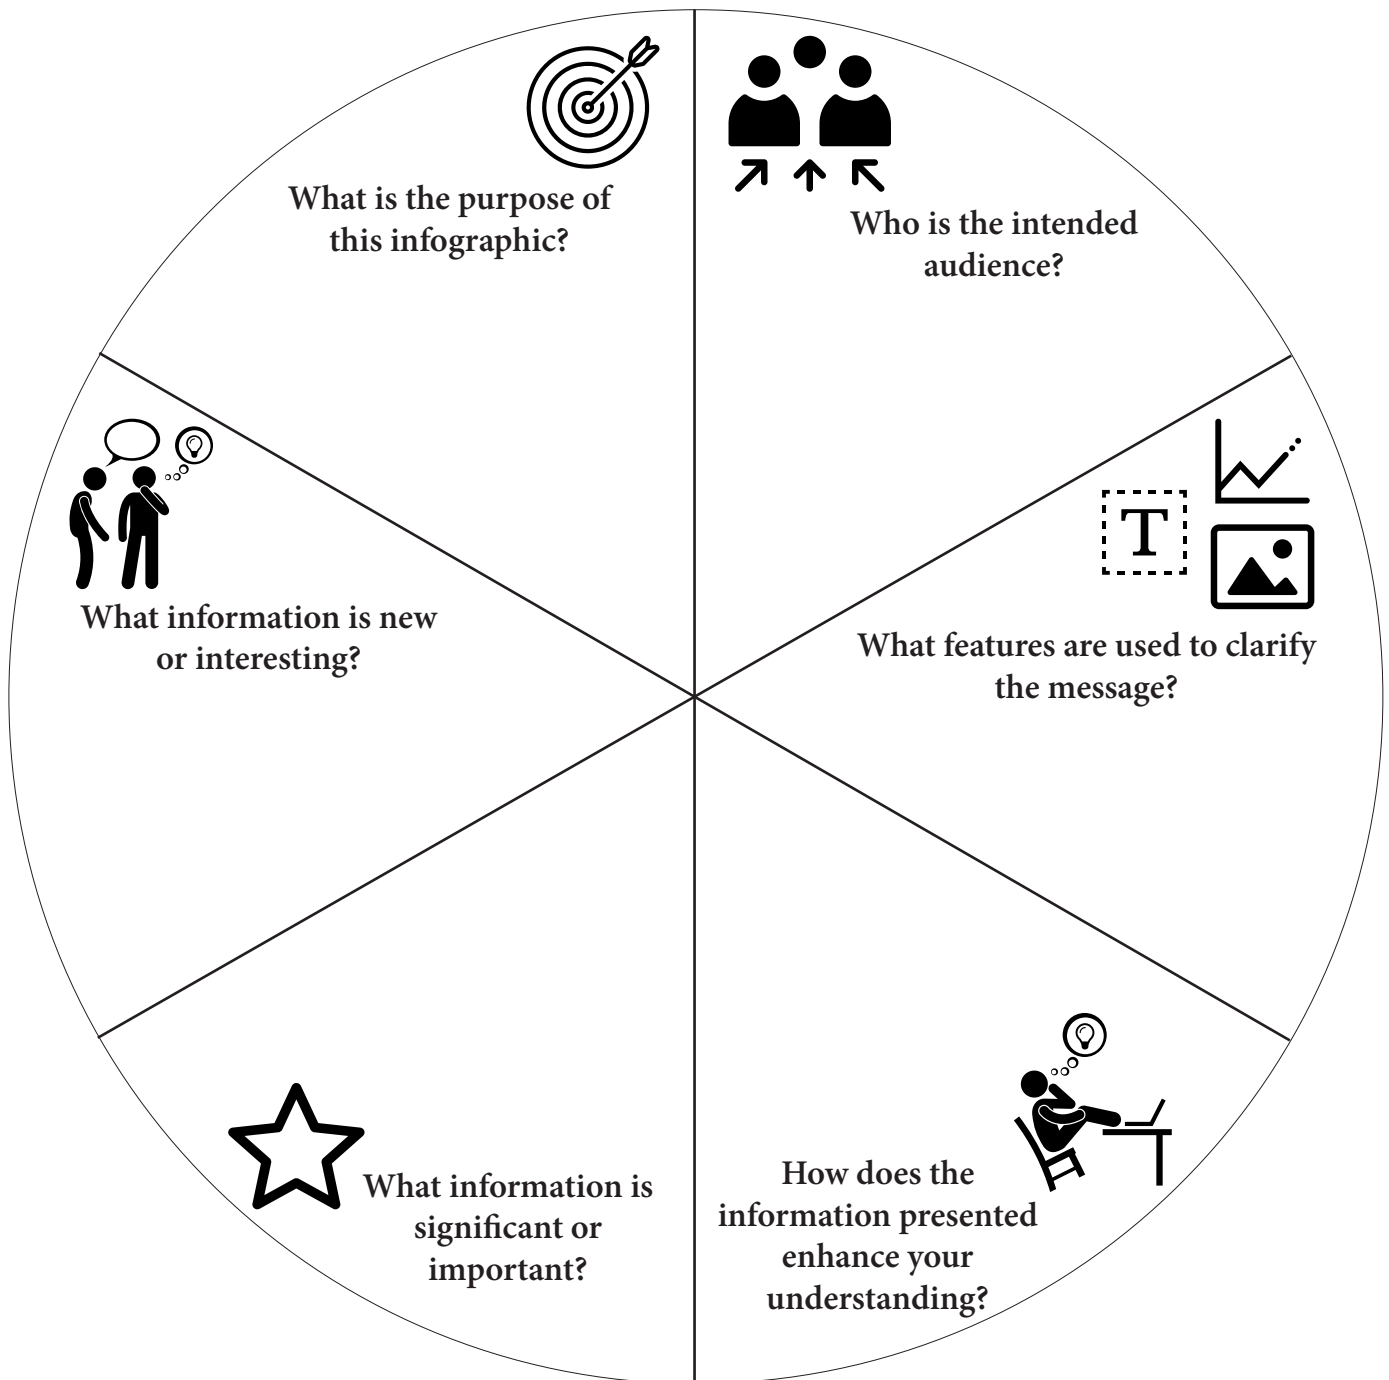 What is the purpose of
this infographic?
Who is the intended
audience?
T
What features are used to clarify
the message?
What information is new
or interesting?
How does the
information presented
enhance your
understanding?
What information is
significant or
important?